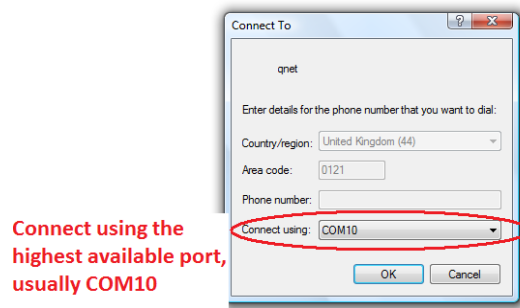 Connect To
?
X
qnet
Enter details for the phone number that you want to dial:
Country/region: United Kingdom (44)
Area code: 0121
Phone number:
Connect using: COM10
OK Cancel
Connect using the
highest available port,
usually COM10